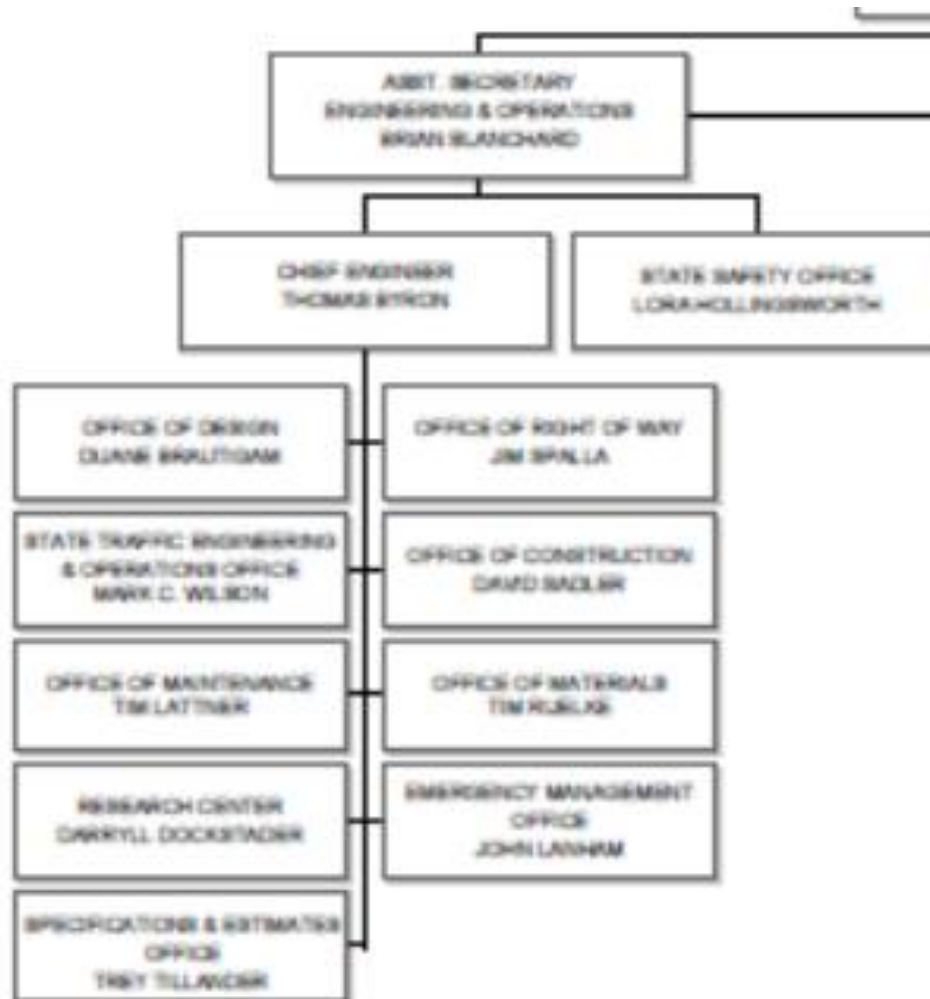 ASSIT. SECRETARY
ENGINEERING & OPERATIONS
BRIAN BLANCHARD
CHIEF ENGINEER
THOMAS BYRON
STATE SAFETY OFFICE
LORA HOLLINGSWORTH
OFFICE OF DESIGN
DUANE BRAUTIGAM
OFFICE OF RIGHT OF WAY
JIM SPALLA
STATE TRAFFIC ENGINEERING
& OPERATIONS OFFICE
MARK C. WILSON
OFFICE OF CONSTRUCTION
DAVID SADLER
OFFICE OF MAINTENANCE
TIM LATTNER
OFFICE OF MATERIALS
TIM RUELKE
RESEARCH CENTER
DARRYLL DOCKSTADER
EMERGENCY MANAGEMENT
OFFICE
JOHN LANHAM
SPECIFICATIONS & ESTIMATES
OFFICE
TREY TILLANDER